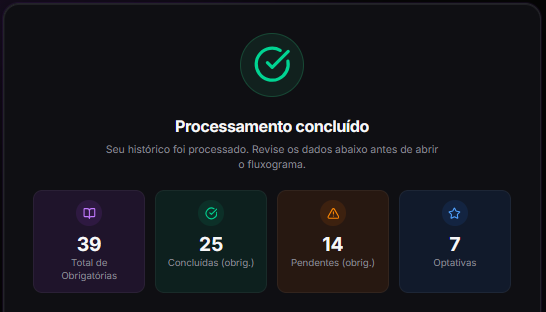 Processamento concluído
Seu histórico foi processado. Revise os dados abaixo antes de abrir
o fluxograma.
39
Total de
Obrigatórias
25
Concluídas (obrig.)
14
Pendentes (obrig.)
7
Optativas